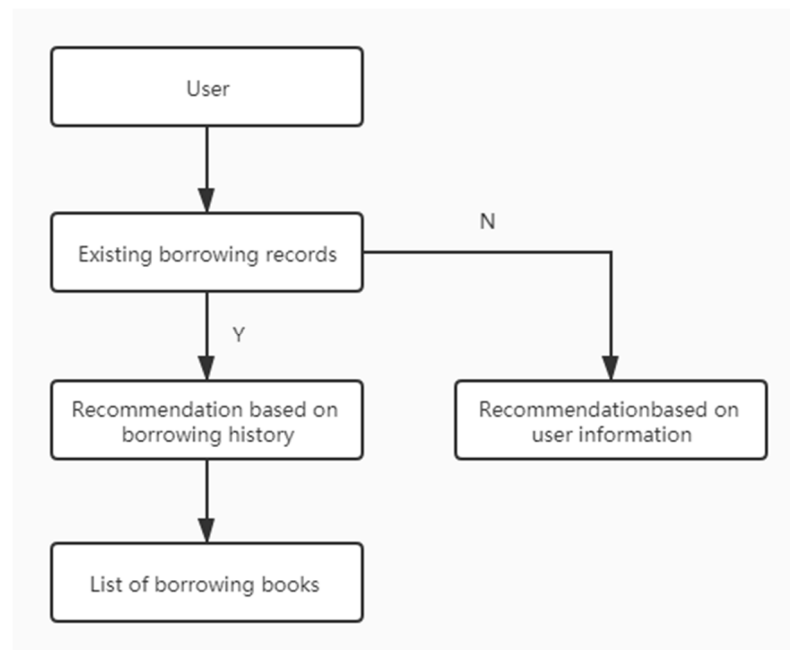 User
Existing borrowing records
N
Y
Recommendation based on
borrowing history
Recommendationbased on
user information
List of borrowing books